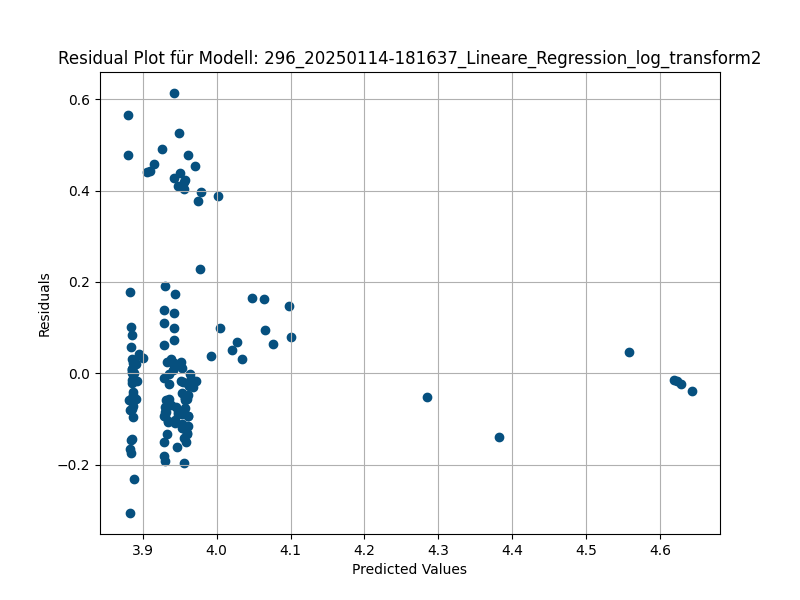 Residual Plot für Modell: 296_20250114-181637_Lineare_Regression_log_transform2
0.6
0.4
0.2
0.0
−0.2
Residuals
3.9 4.0 4.1 4.2 4.3 4.4 4.5 4.6
Predicted Values